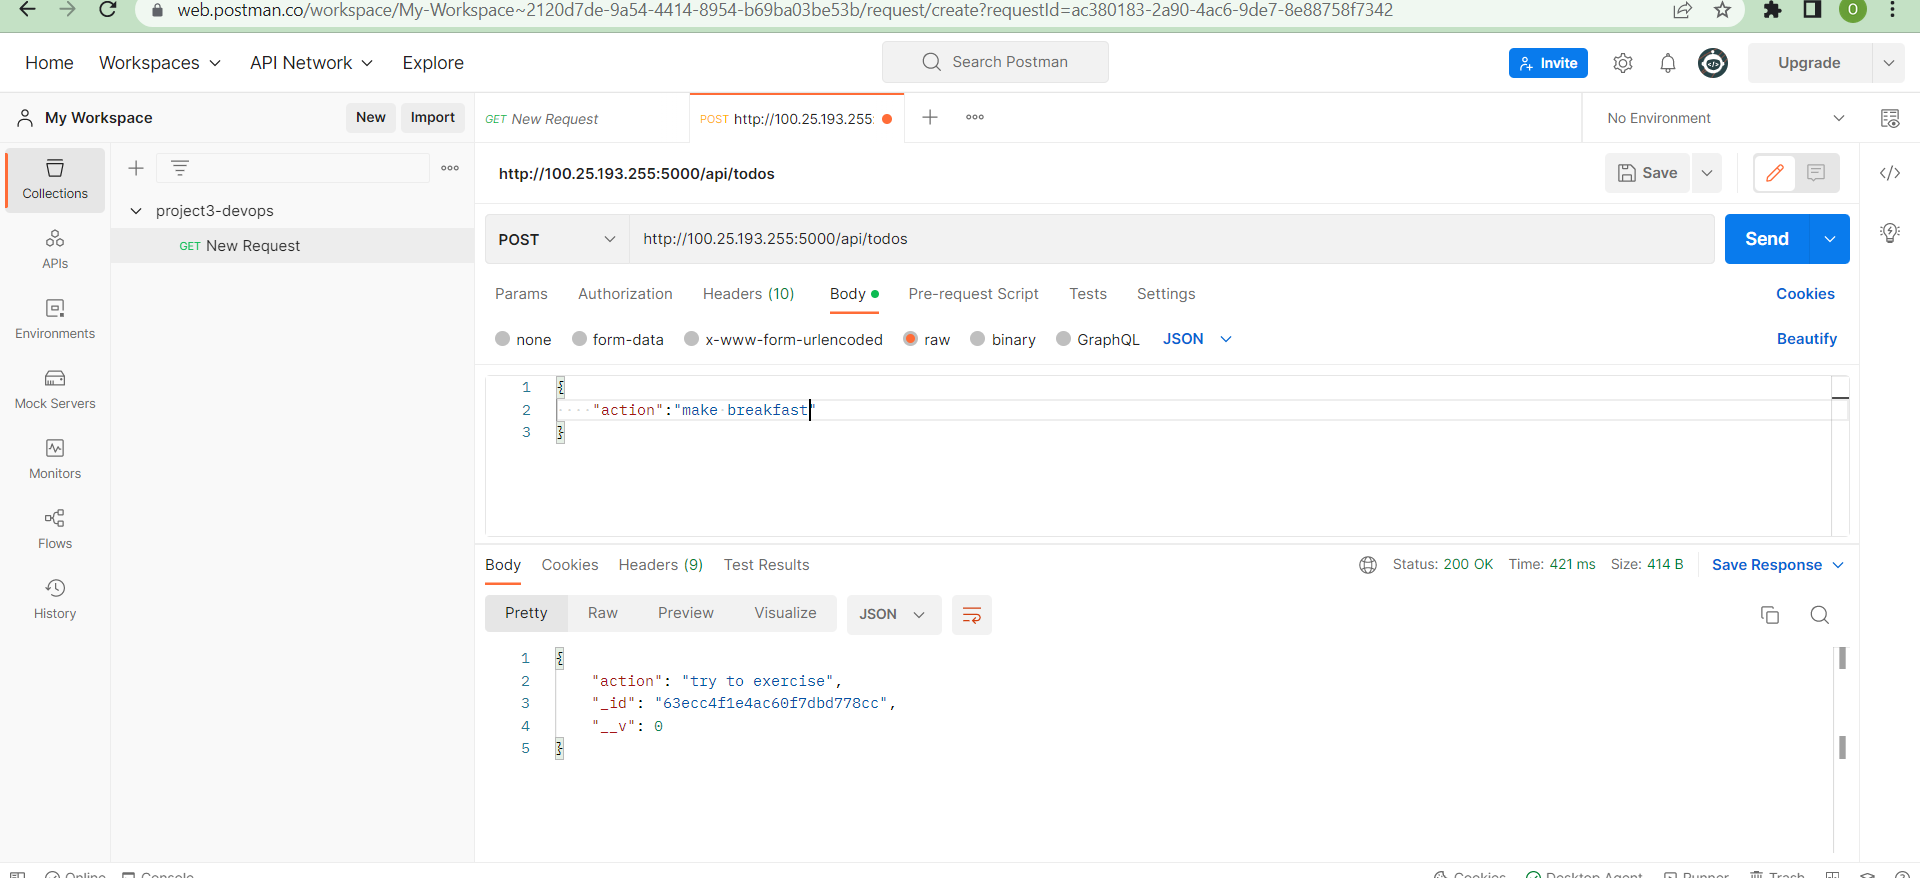 web.postman.co/workspace/My-Workspace~2120d7de-9a54-4414-8954-b69ba03be53b/request/create?requestId=ac380183-2a90-4ac6-9de7-8e88758f7342
O
Home Workspaces API Network Explore Search Postman Invite Upgrade
My Workspace New Import GET New Request POST http://100.25.193.255: No Environment
Collections
APIs
Environments
Mock Servers
Monitors
Flows
History
project3-devops
GET New Request
http://100.25.193.255:5000/api/todos Save
POST http://100.25.193.255:5000/api/todos Send
Params Authorization Headers (10) Body Pre-request Script Tests Settings Cookies
none form-data x-www-form-urlencoded raw binary GraphQL JSON Beautify
1 {
2 "action":"make breakfast"
3 }
Body Cookies Headers (9) Test Results Status: 200 OK Time: 421 ms Size: 414 B Save Response
Pretty Raw Preview Visualize JSON
1 {
2 "action": "try to exercise",
3 "_id": "63ecc4f1e4ac60f7dbd778cc",
4 "__v": 0
5 }
Online Console Cookies Desktop Agent Runner Trash